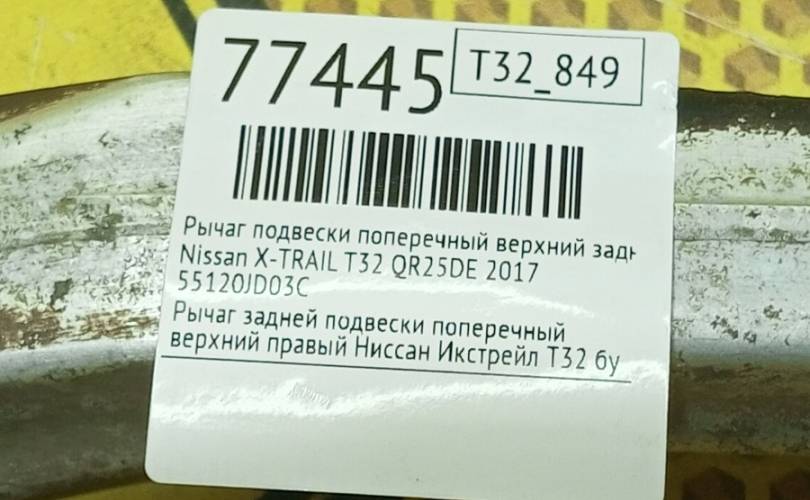 77445
T32_849
Рычаг подвески поперечный верхний задн
Nissan X-TRAIL T32 QR25DE 2017
55120JD03C
Рычаг задней подвески поперечный
верхний правый Ниссан Икстрейл Т32 бу